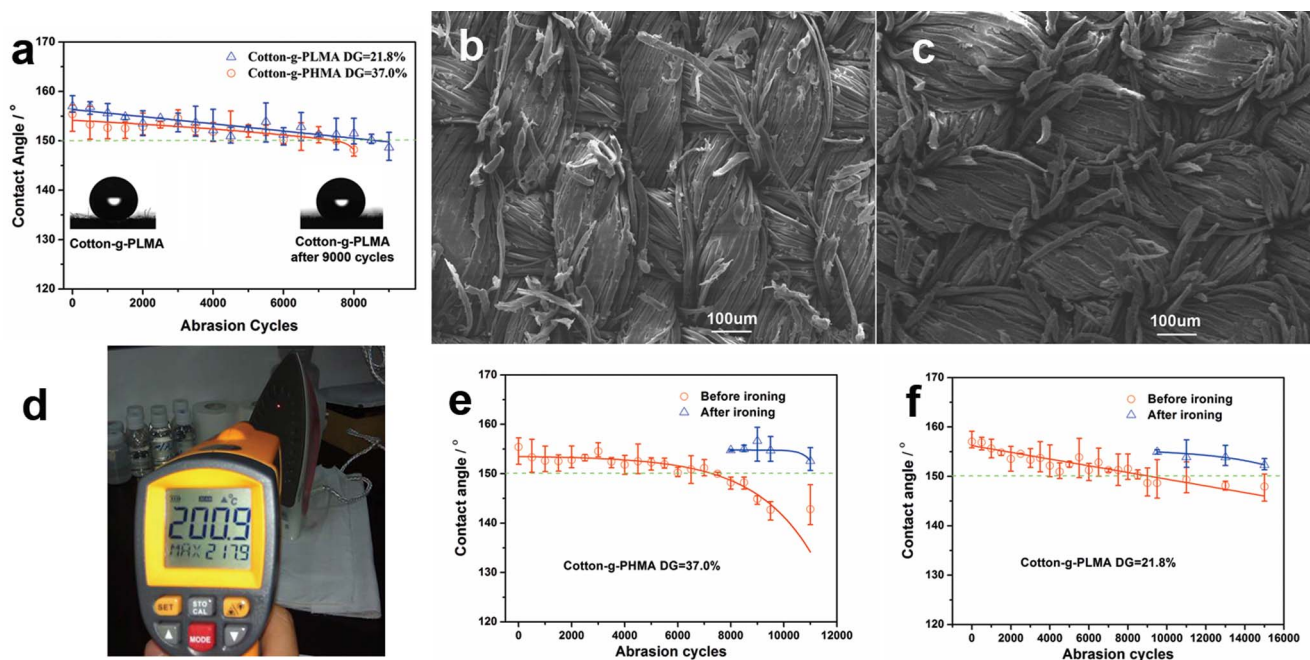 a
170
160
150
140
130
120
Contact Angle / °
△ Cotton-g-PLMA DG=21.8%
○ Cotton-g-PHMA DG=37.0%
Cotton-g-PLMA
Cotton-g-PLMA
after 9000 cycles
0 2000 4000 6000 8000
Abrasion Cycles
b
100um
c
100um
d
°C
200.9
MAX 217.9
SET
STO
CAL
MODE
e
170
160
150
140
130
120
Contact angle / °
○ Before ironing
△ After ironing
Cotton-g-PHMA DG=37.0%
0 2000 4000 6000 8000 10000 12000
Abrasion cycles
f
170
160
150
140
130
120
Contact angle / °
○ Before ironing
△ After ironing
Cotton-g-PLMA DG=21.8%
0 2000 4000 6000 8000 10000 12000 14000 16000
Abrasion cycles